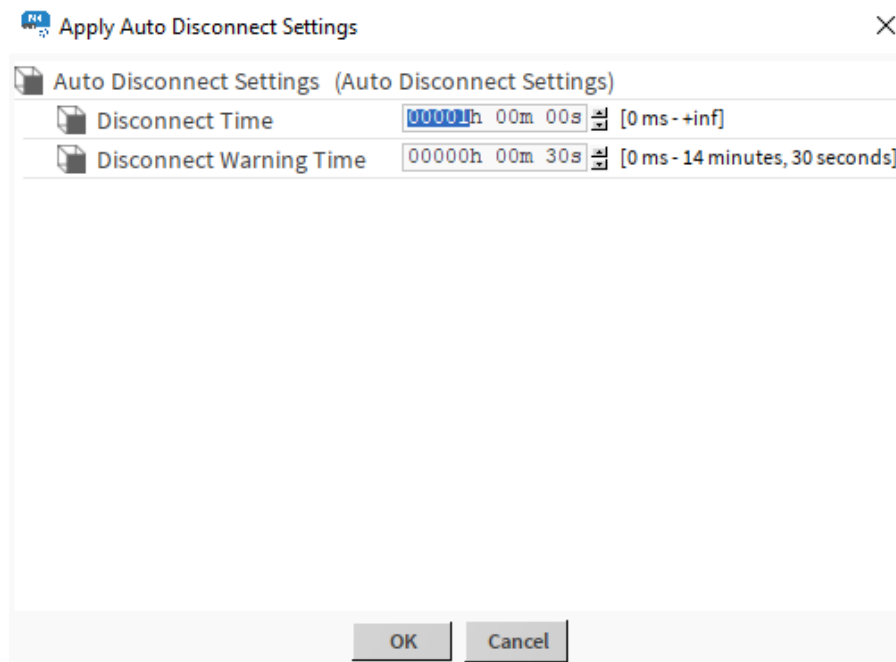 N4
Apply Auto Disconnect Settings
Auto Disconnect Settings (Auto Disconnect Settings)
Disconnect Time 00001h 00m 00s [0 ms - +inf]
Disconnect Warning Time 00000h 00m 30s [0 ms - 14 minutes, 30 seconds]
OK Cancel